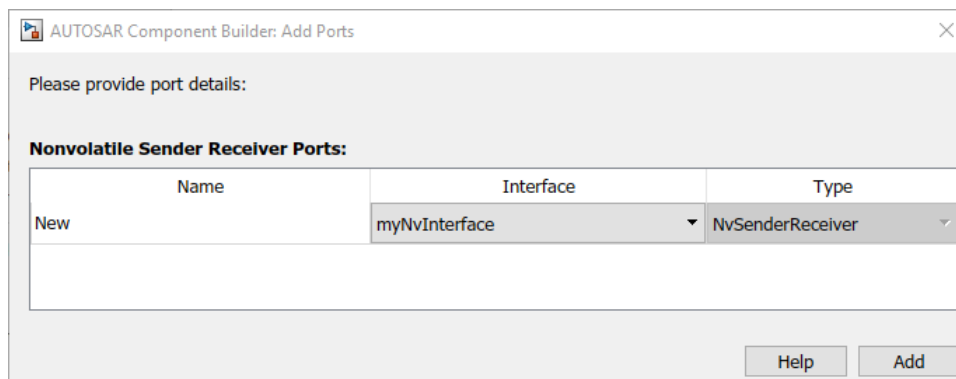 AUTOSAR Component Builder: Add Ports
Please provide port details:
Nonvolatile Sender Receiver Ports:
Name Interface Type
New myNvInterface NvSenderReceiver
Help Add